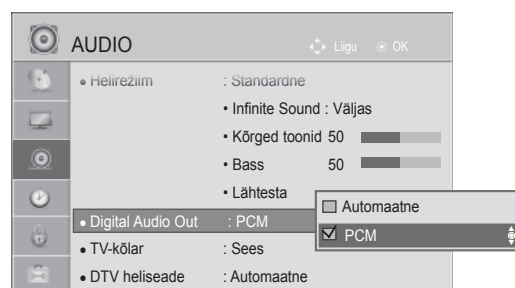 AUDIO Liigu OK
• Helirežiim : Standardne
• Infinite Sound : Väljas
• Kõrged toonid 50
• Bass 50
• Lähtesta
Automaatne
• Digital Audio Out : PCM
PCM
• TV-kõlar : Sees
• DTV heliseade : Automaatne